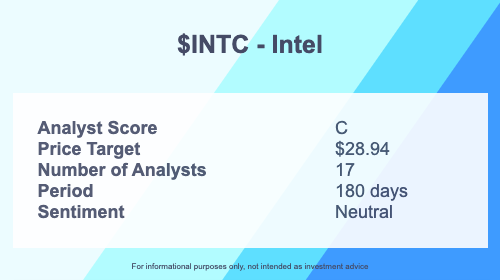 $INTC - Intel
Analyst Score C
Price Target $28.94
Number of Analysts 17
Period 180 days
Sentiment Neutral
For informational purposes only, not intended as investment advice